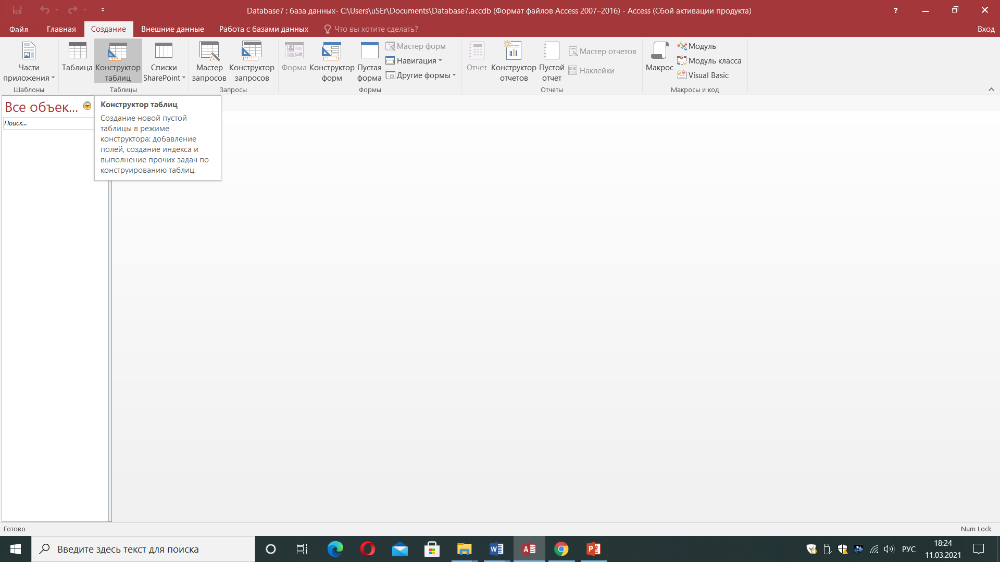 Database7 : база данных- C:\Users\uSEr\Documents\Database7.accdb (Формат файлов Access 2007–2016) - Access (Сбой активации продукта)
?
Файл
Главная
Создание
Внешние данные
Работа с базами данных
Что вы хотите сделать?
Вход
Части
приложения
Шаблоны
Таблица
Конструктор
таблиц
Списки
SharePoint
Таблицы
Мастер
запросов
Конструктор
запросов
Запросы
Форма
Конструктор
форм
Пустая
форма
Мастер форм
Навигация
Другие формы
Формы
Отчет
Конструктор
отчетов
Пустой
отчет
Мастер отчетов
Наклейки
Отчеты
Макрос
Модуль
Модуль класса
Visual Basic
Макросы и код
Все объек...
Поиск...
Конструктор таблиц
Создание новой пустой
таблицы в режиме
конструктора: добавление
полей, создание индекса и
выполнение прочих задач по
конструированию таблиц.
Готово
Num Lock
Введите здесь текст для поиска
РУС
18:24
11.03.2021